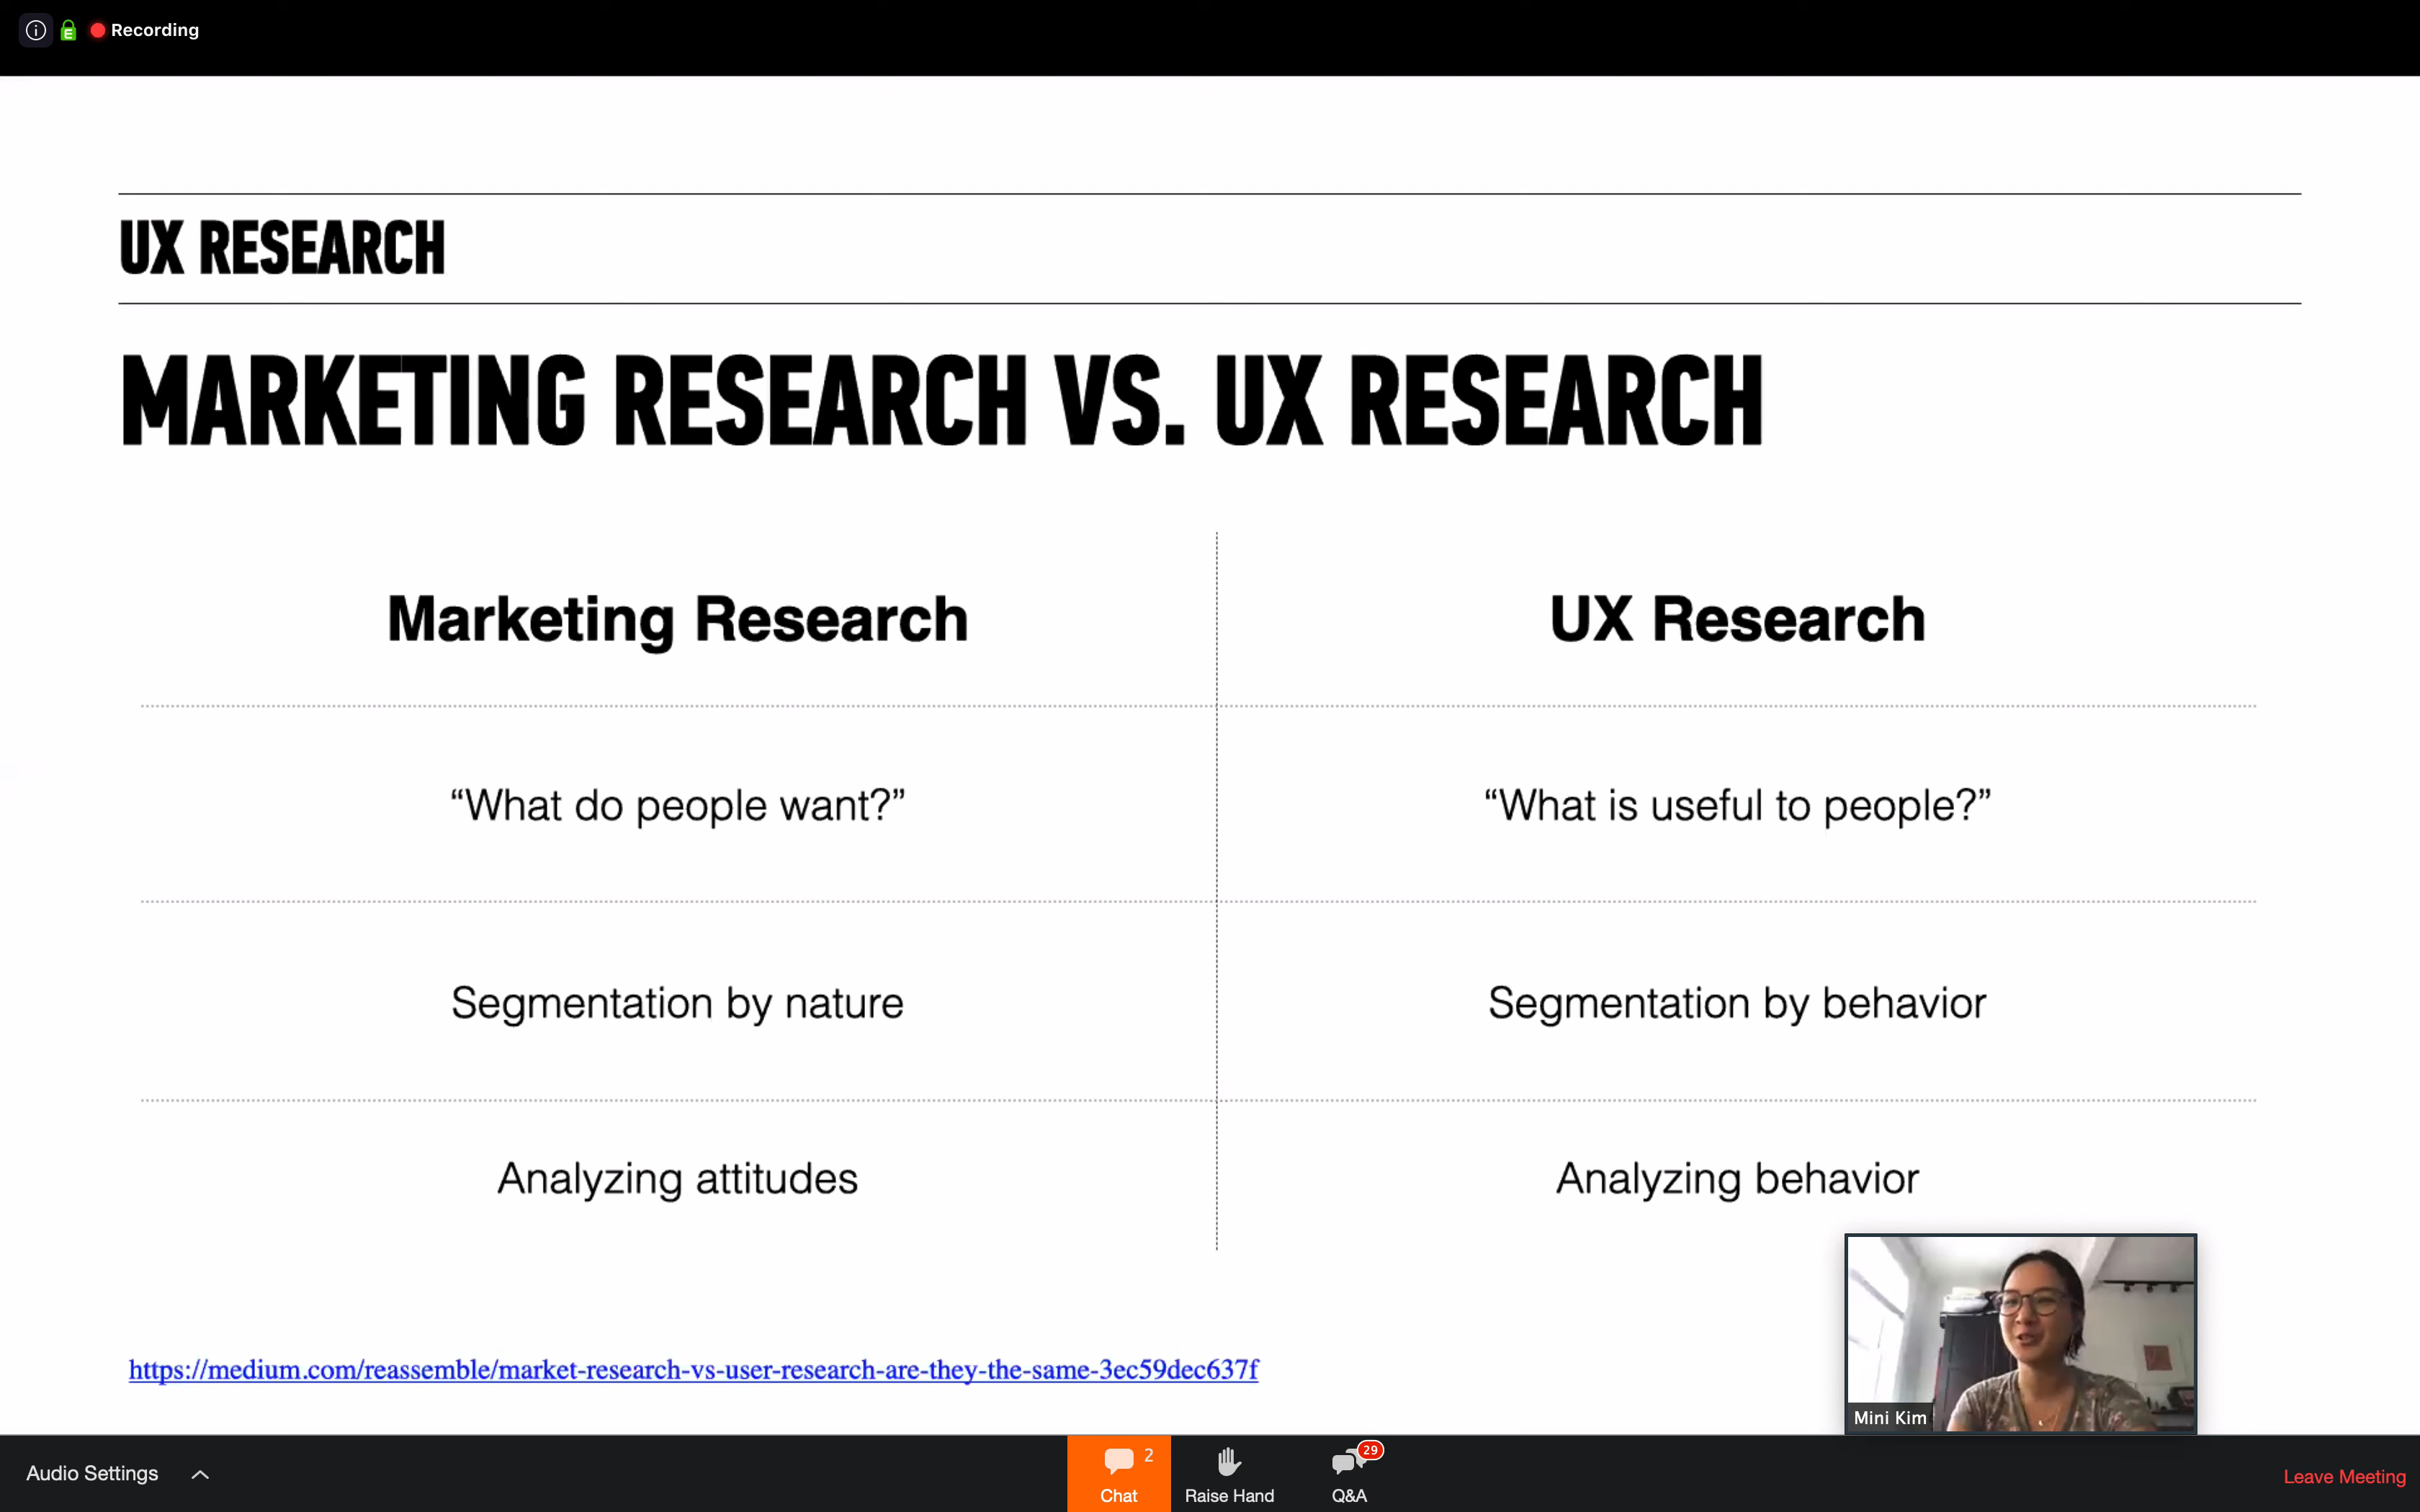 Recording
UX RESEARCH
MARKETING RESEARCH VS. UX RESEARCH
Marketing Research
UX Research
“What do people want?”
“What is useful to people?”
Segmentation by nature
Segmentation by behavior
Analyzing attitudes
Analyzing behavior
https://medium.com/reassemble/market-research-vs-user-research-are-they-the-same-3ec59dec637f
Mini Kim
Audio Settings
2
Chat
Raise Hand
29
Q&A
Leave Meeting